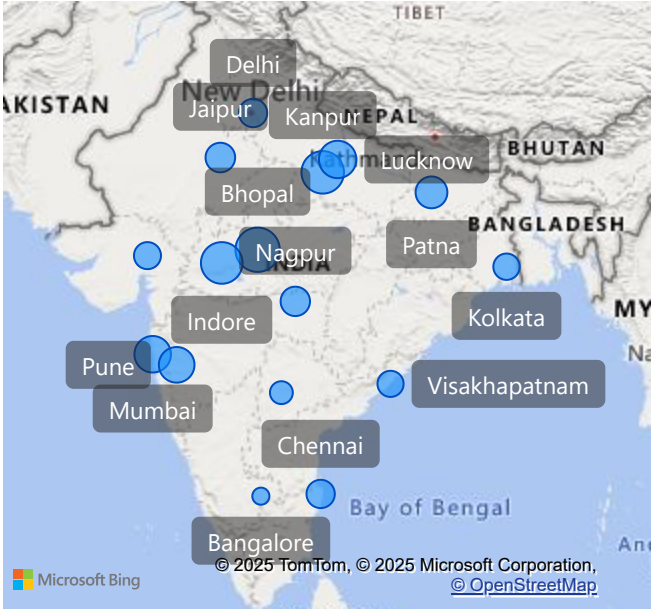 TIBET
Delhi
New Delhi
AKISTAN
Jaipur
Kanpur
NEPAL
Lucknow
BHUTAN
Bhopal
BANGLADESH
Patna
Nagpur
INDIA
MY
Indore
Kolkata
Na
Pune
Visakhapatnam
Mumbai
Chennai
Bay of Bengal
Bangalore
An
© 2025 TomTom, © 2025 Microsoft Corporation,
Microsoft Bing
© OpenStreetMap